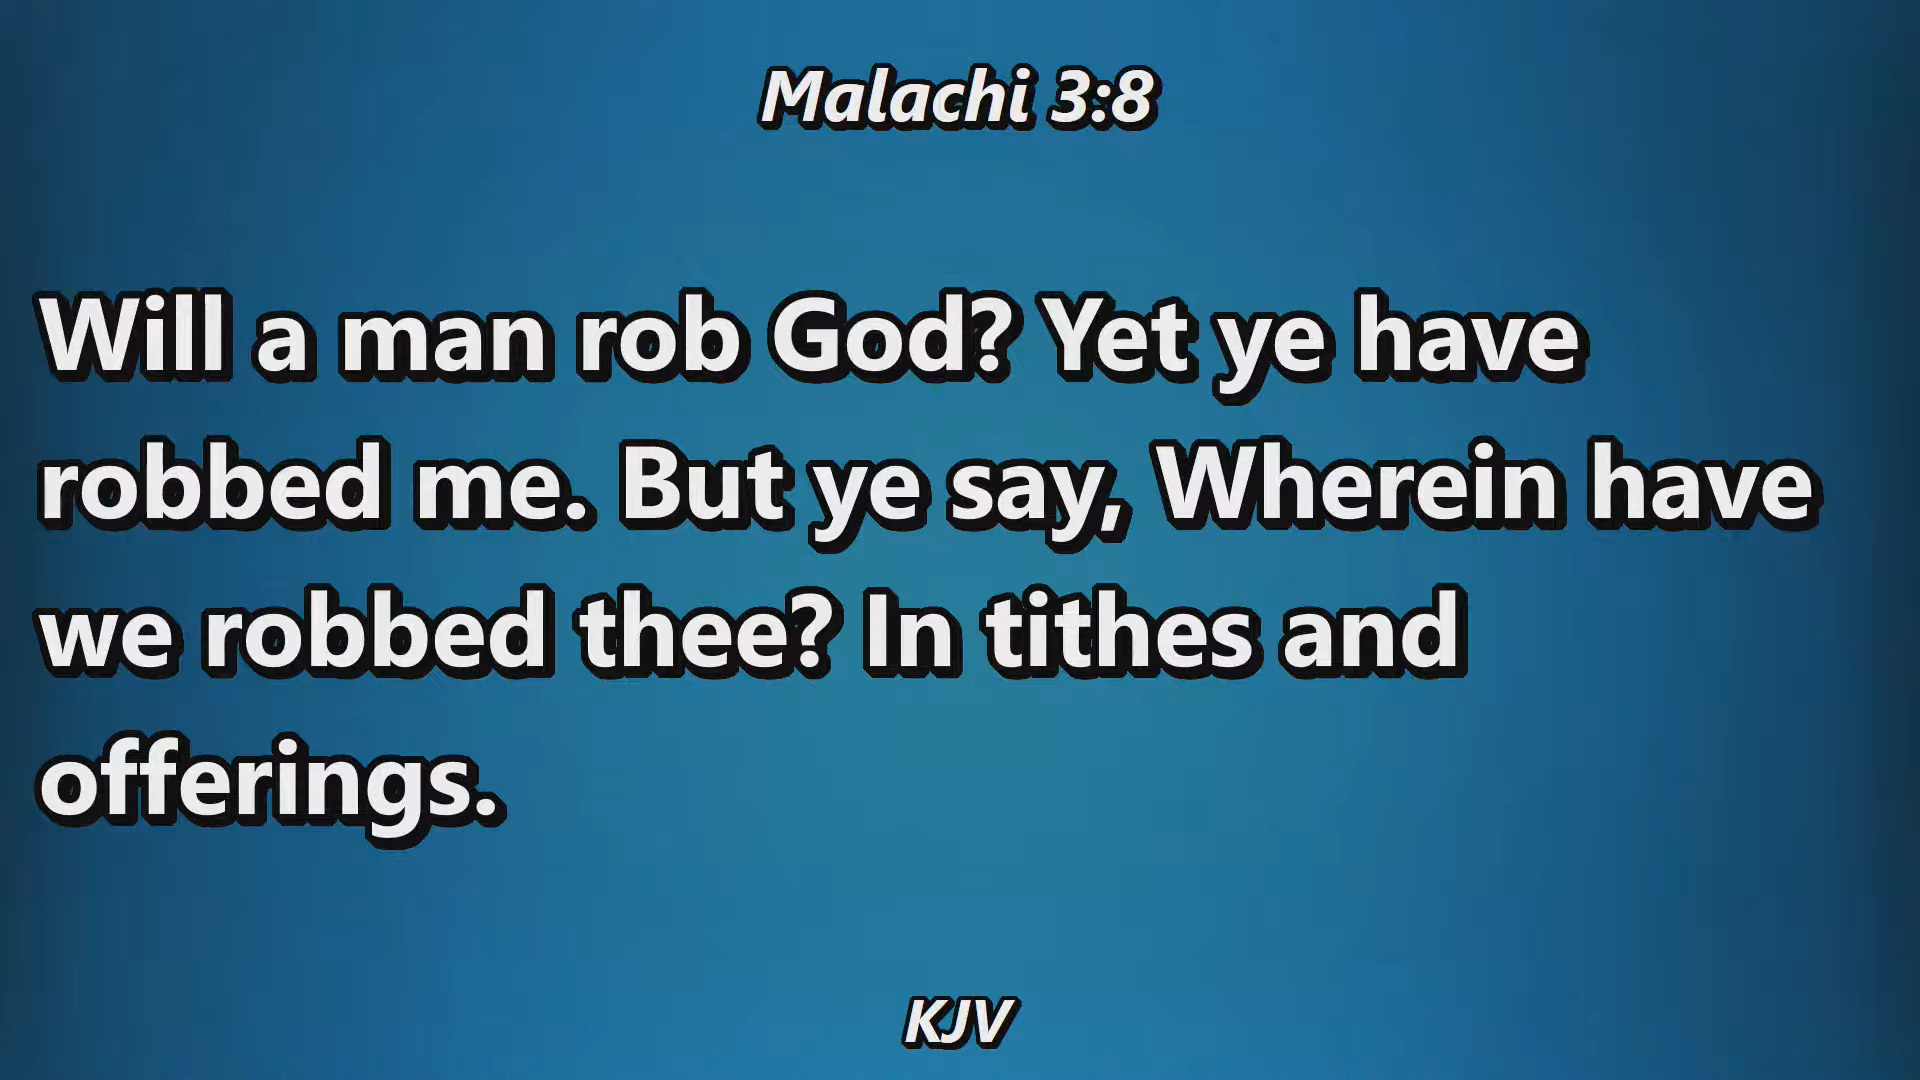 Malachi 3:8
Will a man rob God? Yet ye have
robbed me. But ye say, Wherein have
we robbed thee? In tithes and
offerings.
KJV